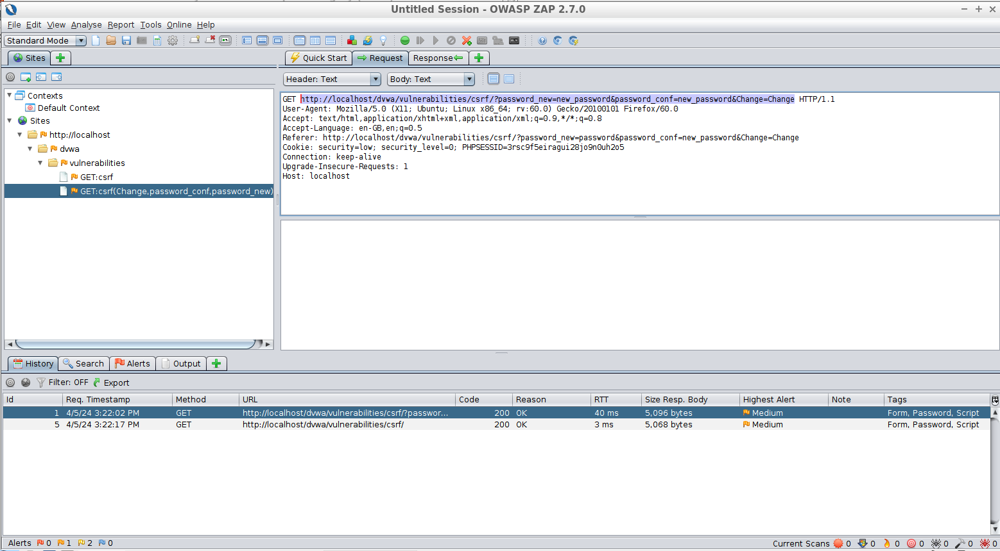 Untitled Session - OWASP ZAP 2.7.0
File Edit View Analyse Report Tools Online Help
Standard Mode
Sites
Quick Start Request Response
Header: Text Body: Text
Contexts
Default Context
Sites
http://localhost
dvwa
vulnerabilities
GET:csrf
GET:csrf(Change,password_conf,password_new)
GET http://localhost/dvwa/vulnerabilities/csrf/?password_new=new_password&password_conf=new_password&Change=Change HTTP/1.1
User-Agent: Mozilla/5.0 (X11; Ubuntu; Linux x86_64; rv:60.0) Gecko/20100101 Firefox/60.0
Accept: text/html,application/xhtml+xml,application/xml;q=0.9,*/*;q=0.8
Accept-Language: en-GB,en;q=0.5
Referer: http://localhost/dvwa/vulnerabilities/csrf/?password_new=password&password_conf=new_password&Change=Change
Cookie: security=low; security_level=0; PHPSESSID=3rsc9f5eiragui28jo9n0uh2o5
Connection: keep-alive
Upgrade-Insecure-Requests: 1
Host: localhost
History Search Alerts Output
Filter: OFF Export
Id Req. Timestamp Method URL Code Reason RTT Size Resp. Body Highest Alert Note Tags
1 4/5/24 3:22:02 PM GET http://localhost/dvwa/vulnerabilities/csrf/?passwor... 200 OK 40 ms 5,096 bytes Medium Form, Password, Script
5 4/5/24 3:22:17 PM GET http://localhost/dvwa/vulnerabilities/csrf/ 200 OK 3 ms 5,068 bytes Medium Form, Password, Script
Alerts 0 1 2 0 Current Scans 0 0 0 0 0 0 0